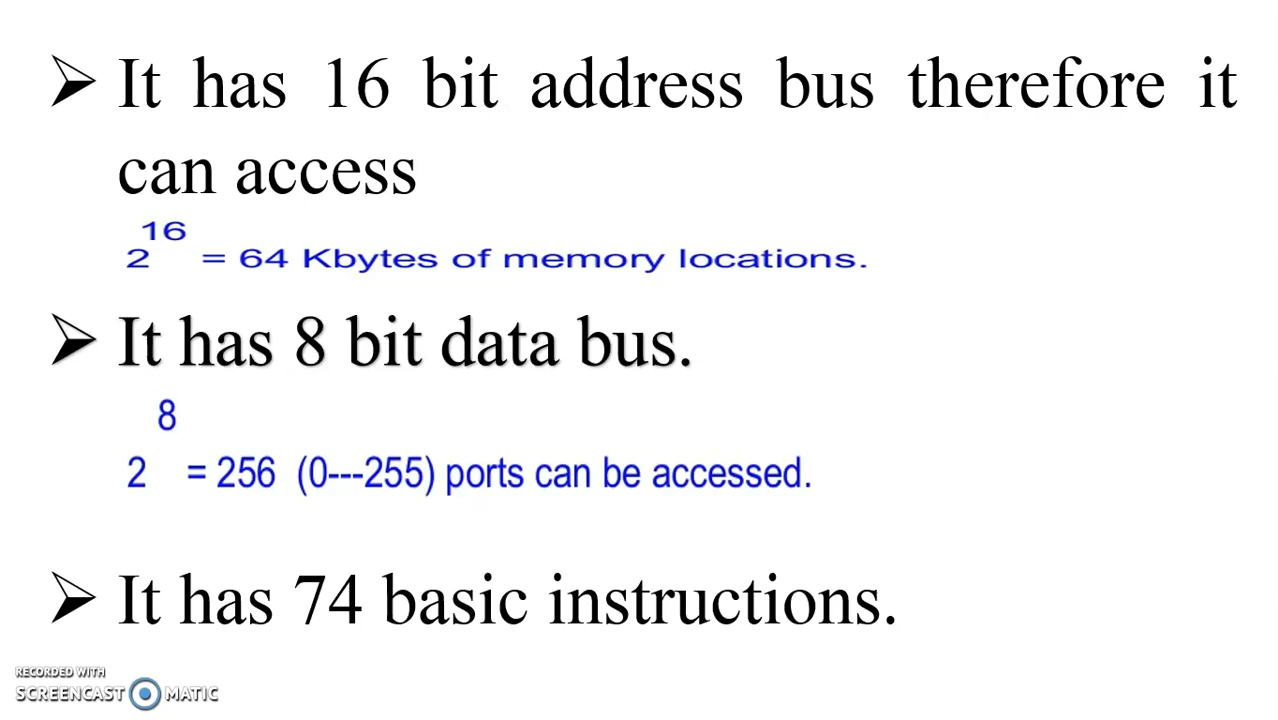 ➢ It has 16 bit address bus therefore it
can access
2^16 = 64 Kbytes of memory locations.
➢ It has 8 bit data bus.
2^8 = 256 (0---255) ports can be accessed.
➢ It has 74 basic instructions.
RECORDED WITH
SCREENCAST MATIC